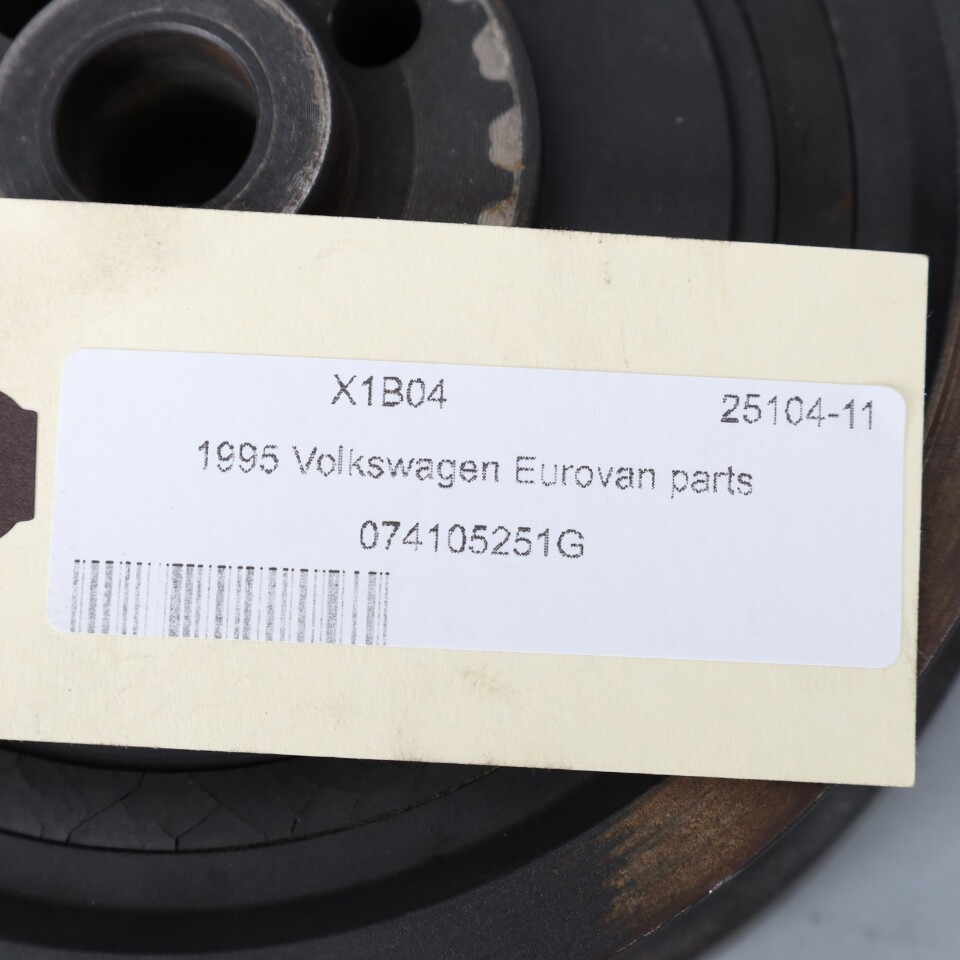 X1B04 25104-11
1995 Volkswagen Eurovan parts
074105251G